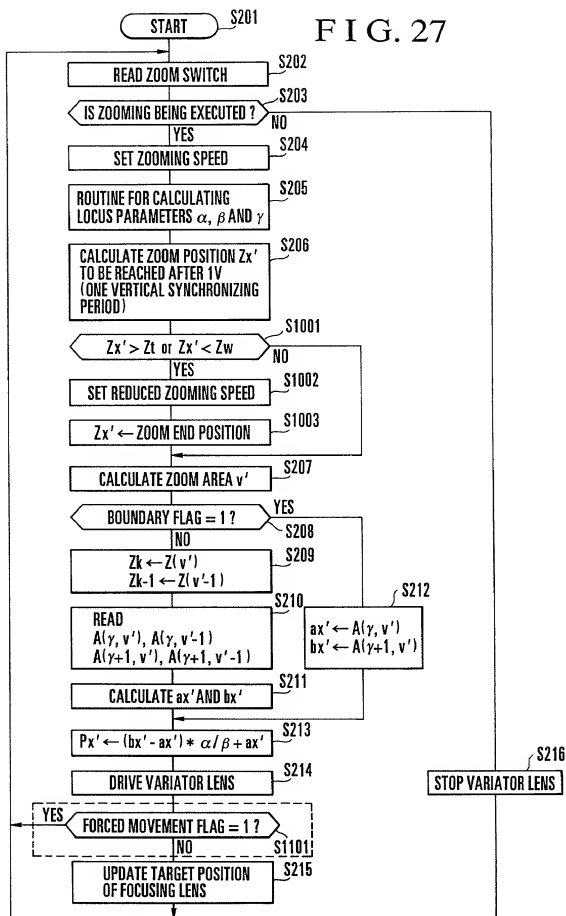 START
S201
F I G. 27
S202
READ ZOOM SWITCH
S203
IS ZOOMING BEING EXECUTED ?
NO
YES
S204
SET ZOOMING SPEED
S205
ROUTINE FOR CALCULATING
LOCUS PARAMETERS α, β AND γ
S206
CALCULATE ZOOM POSITION Zx′
TO BE REACHED AFTER 1V
(ONE VERTICAL SYNCHRONIZING
PERIOD)
S1001
Zx′ > Zt or Zx′ < Zw
NO
YES
S1002
SET REDUCED ZOOMING SPEED
S1003
Zx′ ← ZOOM END POSITION
S207
CALCULATE ZOOM AREA v′
YES
BOUNDARY FLAG = 1 ?
S208
NO
S209
Zk ← Z(v′)
Zk-1 ← Z(v′-1)
S210
READ
A(γ, v′), A(γ, v′-1)
A(γ+1, v′), A(γ+1, v′-1)
S212
ax′ ← A(γ, v′)
bx′ ← A(γ+1, v′)
S211
CALCULATE ax′ AND bx′
S213
Px′ ← (bx′ - ax′) * α/β + ax′
S214
DRIVE VARIATOR LENS
S216
STOP VARIATOR LENS
YES
FORCED MOVEMENT FLAG = 1 ?
S1101
NO
S215
UPDATE TARGET POSITION
OF FOCUSING LENS